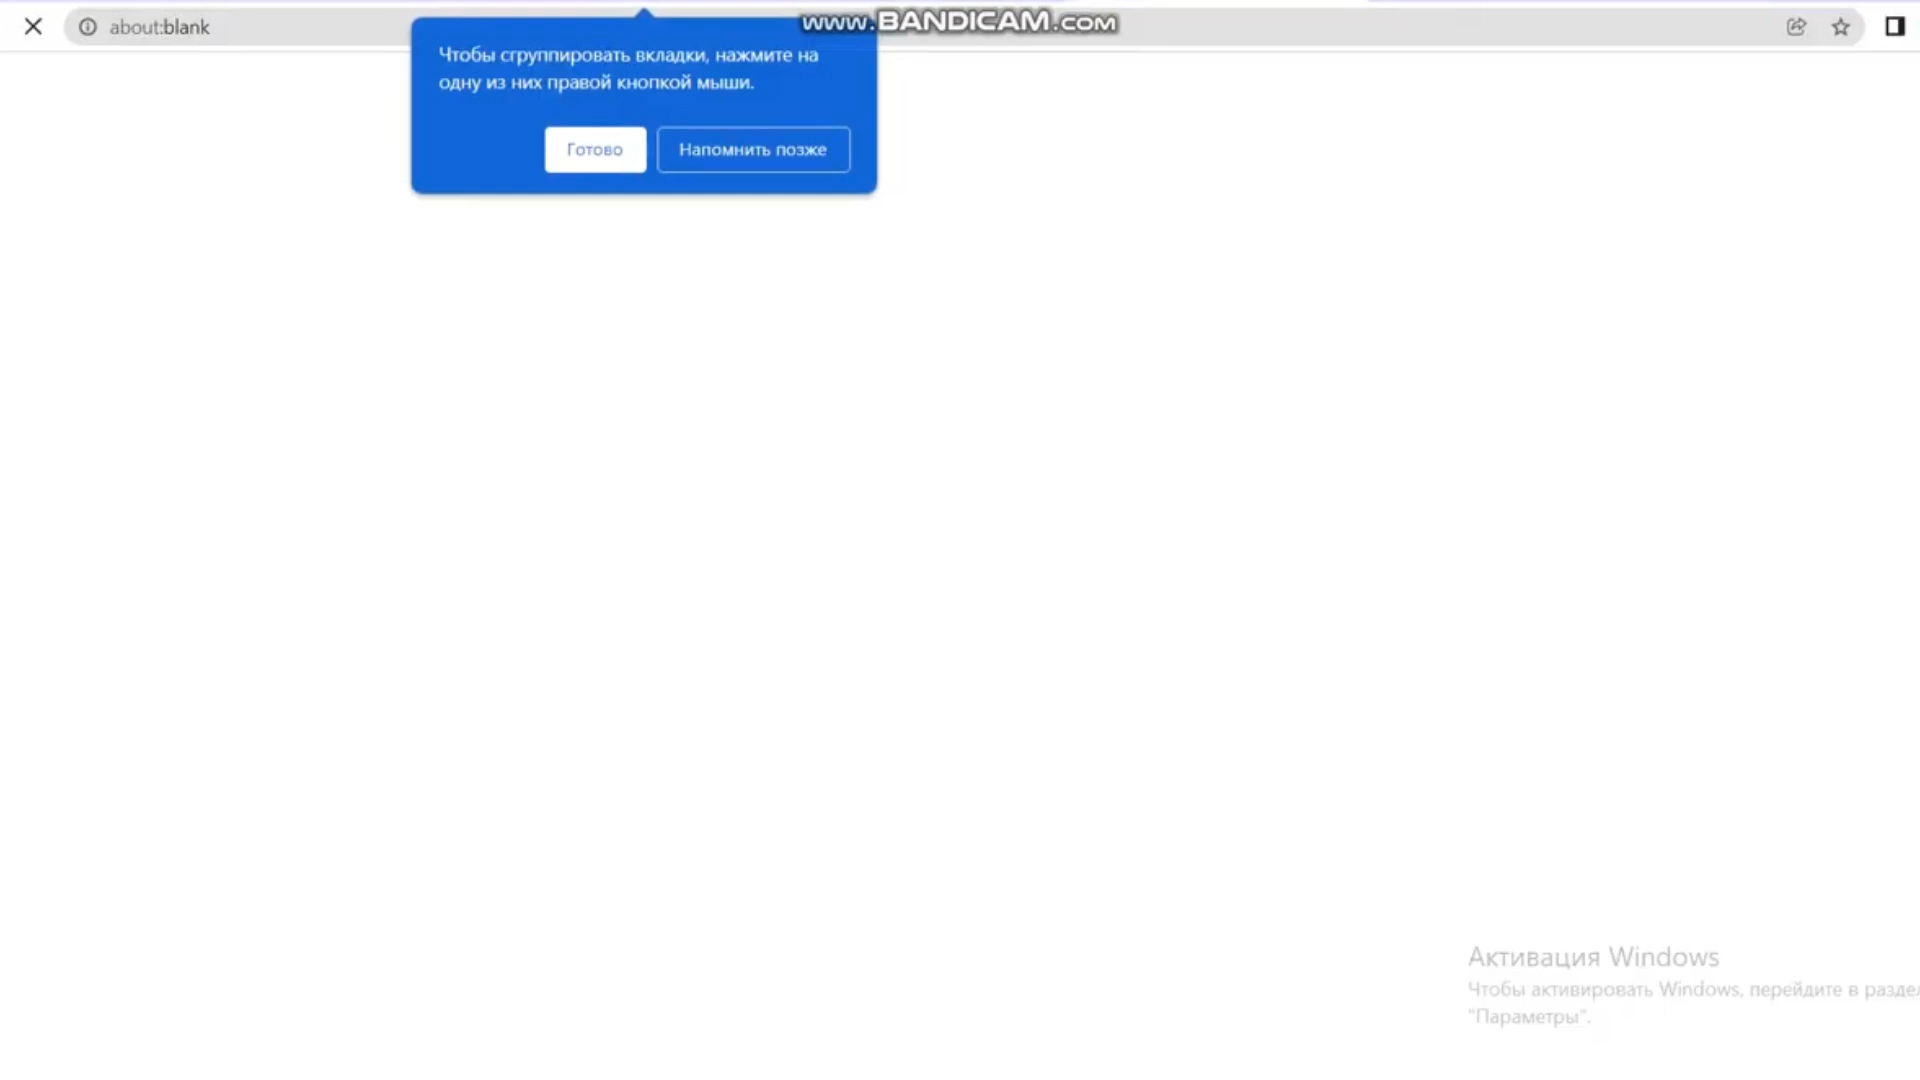 about:blank
www.BANDICAM.com
Чтобы сгруппировать вкладки, нажмите на
одну из них правой кнопкой мыши.
Готово
Напомнить позже
Активация Windows
Чтобы активировать Windows, перейдите в раздел
"Параметры".